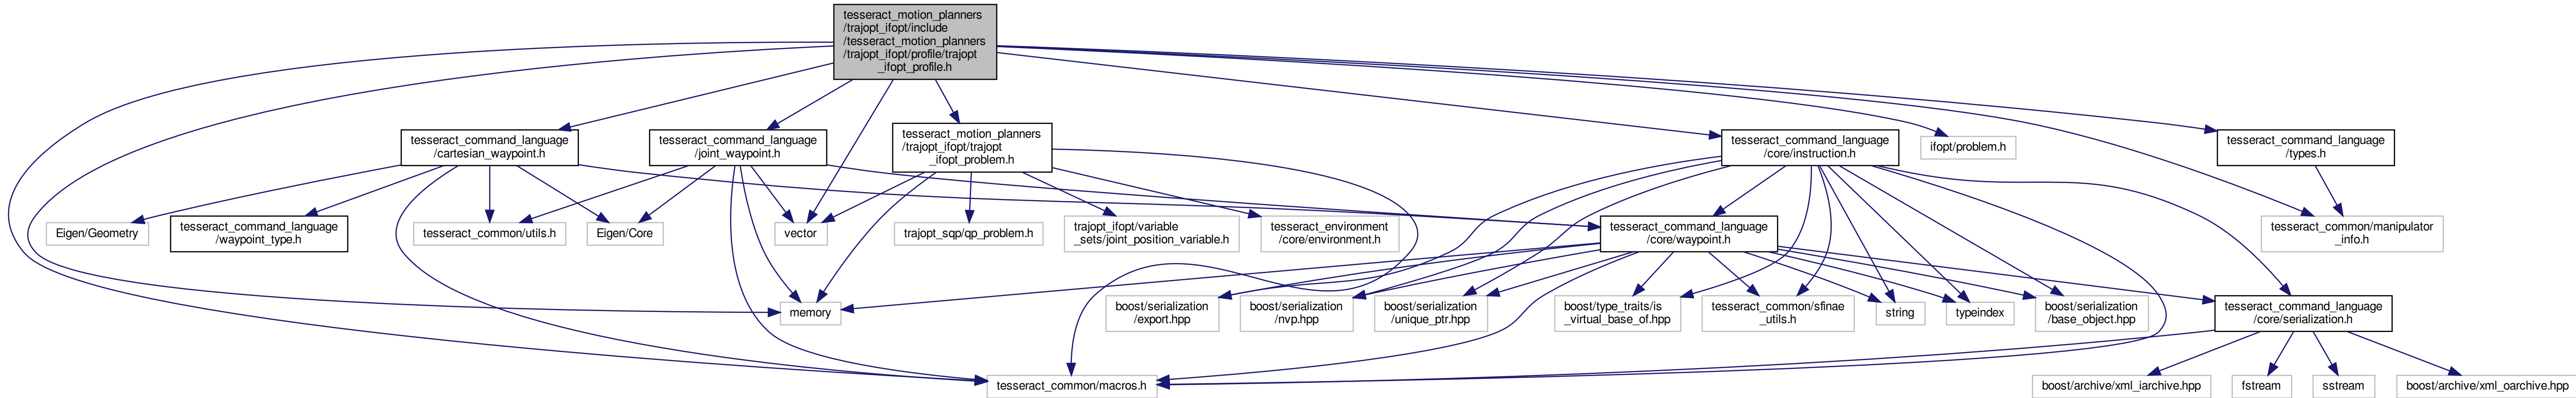 tesseract_motion_planners
/trajopt_ifopt/include
/tesseract_motion_planners
/trajopt_ifopt/profile/trajopt
_ifopt_profile.h
tesseract_command_language
/cartesian_waypoint.h
tesseract_command_language
/joint_waypoint.h
tesseract_motion_planners
/trajopt_ifopt/trajopt
_ifopt_problem.h
tesseract_command_language
/core/instruction.h
ifopt/problem.h
tesseract_command_language
/types.h
Eigen/Geometry
tesseract_command_language
/waypoint_type.h
tesseract_common/utils.h
Eigen/Core
vector
trajopt_sqp/qp_problem.h
trajopt_ifopt/variable
_sets/joint_position_variable.h
tesseract_environment
/core/environment.h
tesseract_command_language
/core/waypoint.h
tesseract_common/manipulator
_info.h
memory
boost/serialization
/export.hpp
boost/serialization
/nvp.hpp
boost/serialization
/unique_ptr.hpp
boost/type_traits/is
_virtual_base_of.hpp
tesseract_common/sfinae
_utils.h
string
typeindex
boost/serialization
/base_object.hpp
tesseract_command_language
/core/serialization.h
tesseract_common/macros.h
boost/archive/xml_iarchive.hpp
fstream
sstream
boost/archive/xml_oarchive.hpp